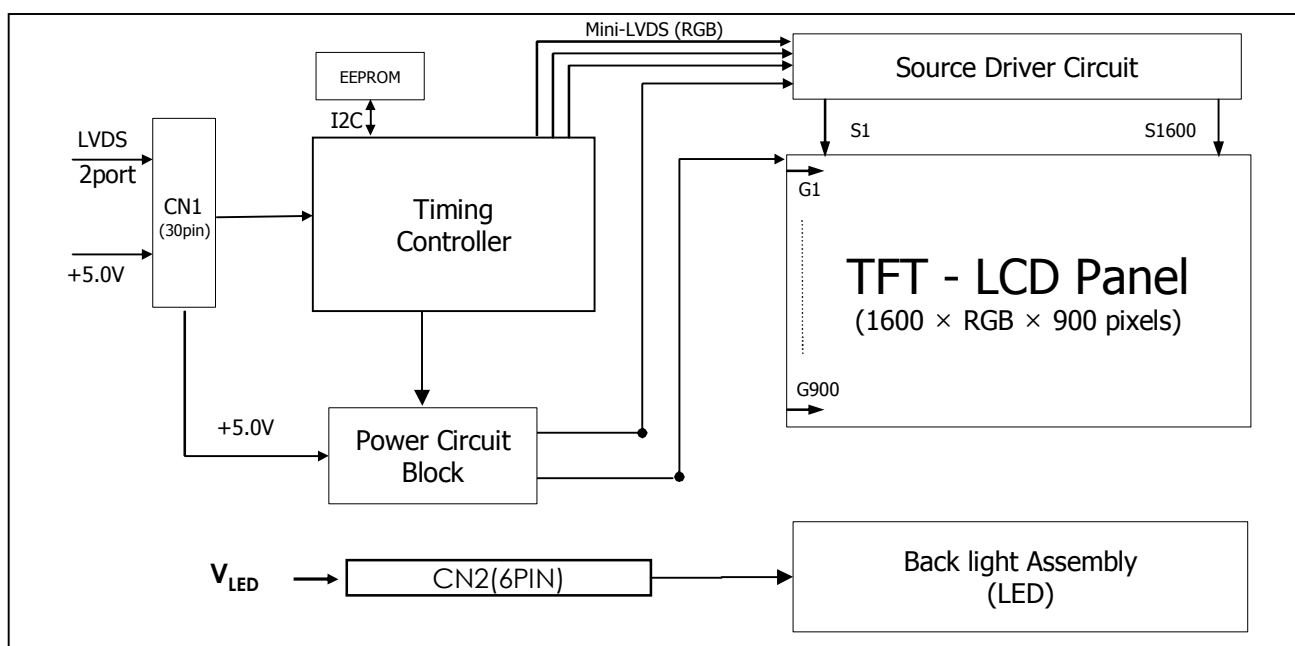 Mini-LVDS (RGB)
Source Driver Circuit
EEPROM
I2C
S1
S1600
LVDS
2port
CN1
(30pin)
+5.0V
Timing
Controller
G1
TFT - LCD Panel
(1600 × RGB × 900 pixels)
G900
+5.0V
Power Circuit
Block
VLED
CN2(6PIN)
Back light Assembly
(LED)